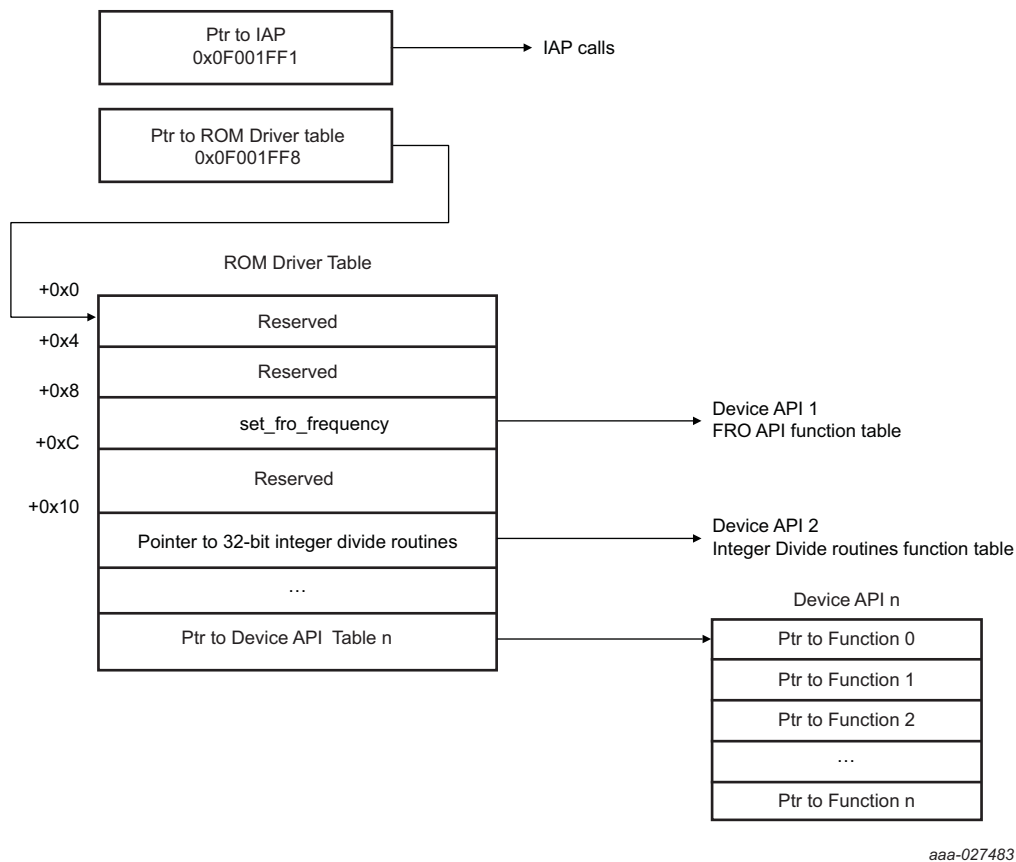 Ptr to IAP
0x0F001FF1
IAP calls
Ptr to ROM Driver table
0x0F001FF8
ROM Driver Table
+0x0
Reserved
+0x4
Reserved
+0x8
set_fro_frequency
Device API 1
FRO API function table
+0xC
Reserved
+0x10
Pointer to 32-bit integer divide routines
Device API 2
Integer Divide routines function table
…
Ptr to Device API Table n
Device API n
Ptr to Function 0
Ptr to Function 1
Ptr to Function 2
…
Ptr to Function n
aaa-027483